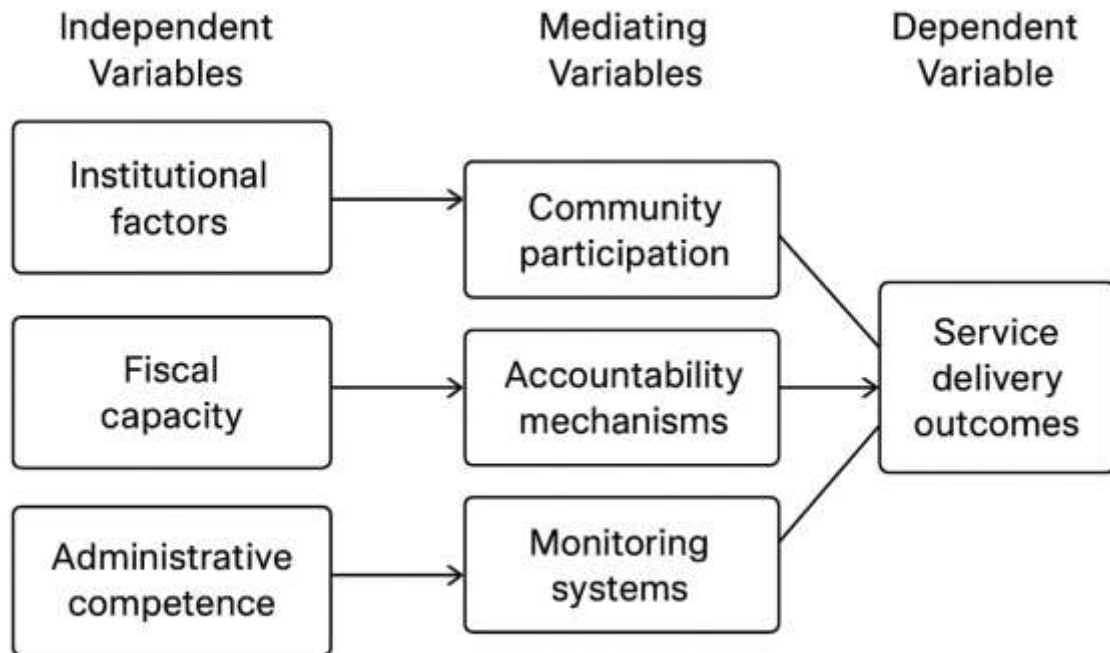 Independent
Variables
Mediating
Variables
Dependent
Variable
Institutional
factors
Community
participation
Fiscal
capacity
Accountability
mechanisms
Service
delivery
outcomes
Administrative
competence
Monitoring
systems